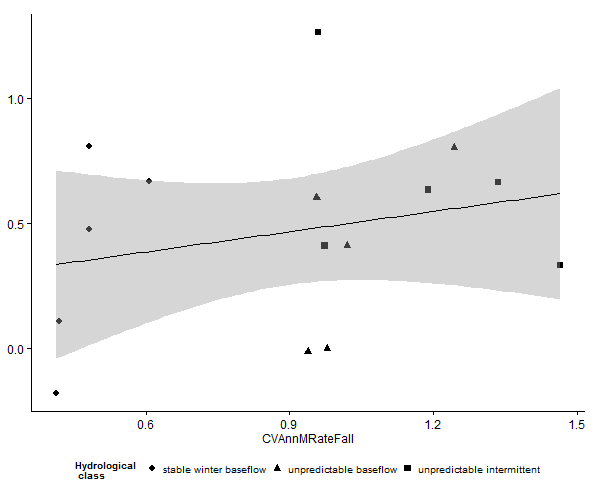 1.0
0.5
0.0
0.6 0.9 1.2 1.5
CVAnnMRateFall
Hydrological
class
stable winter baseflow unpredictable baseflow unpredictable intermittent